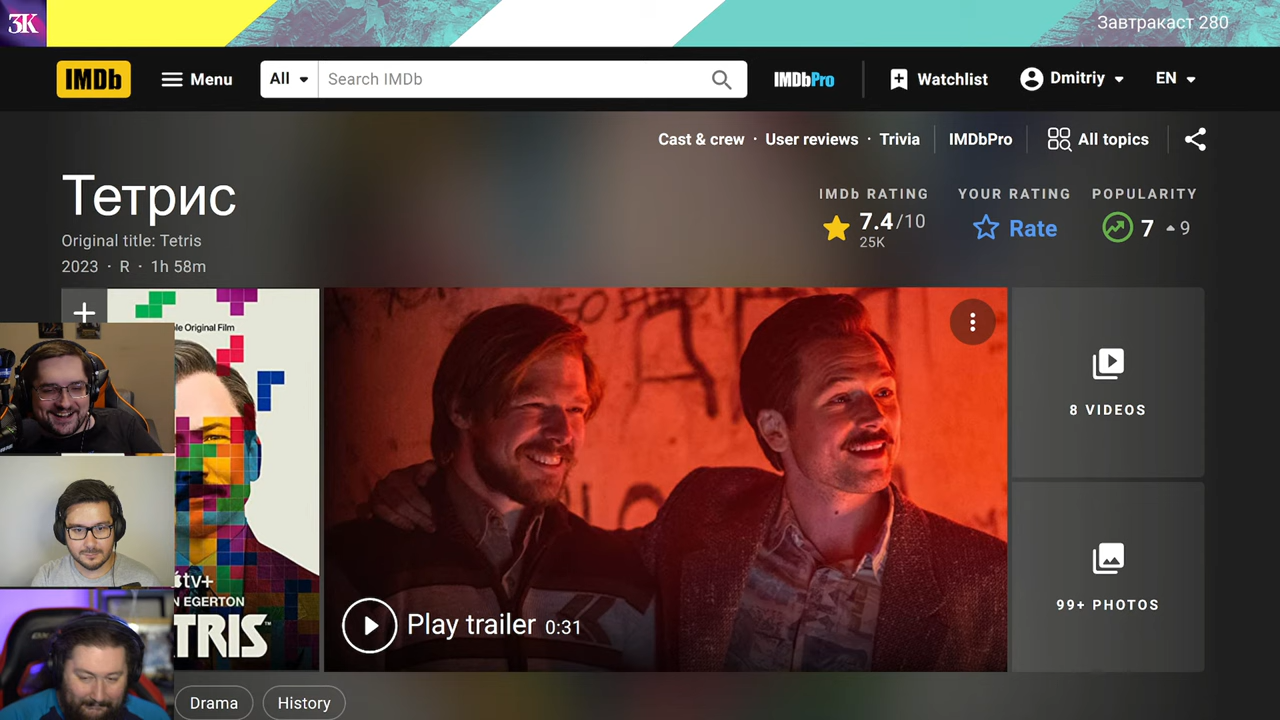 3K
Завтракаст 280
IMDb
Menu
All
Search IMDb
IMDbPro
Watchlist
Dmitriy
EN
Cast & crew · User reviews · Trivia
IMDbPro
All topics
Тетрис
Original title: Tetris
2023 · R · 1h 58m
IMDb RATING
7.4/10
25K
YOUR RATING
Rate
POPULARITY
7
9
Original Film
tv+
EGERTON
TRIS
Play trailer 0:31
8 VIDEOS
99+ PHOTOS
Drama
History